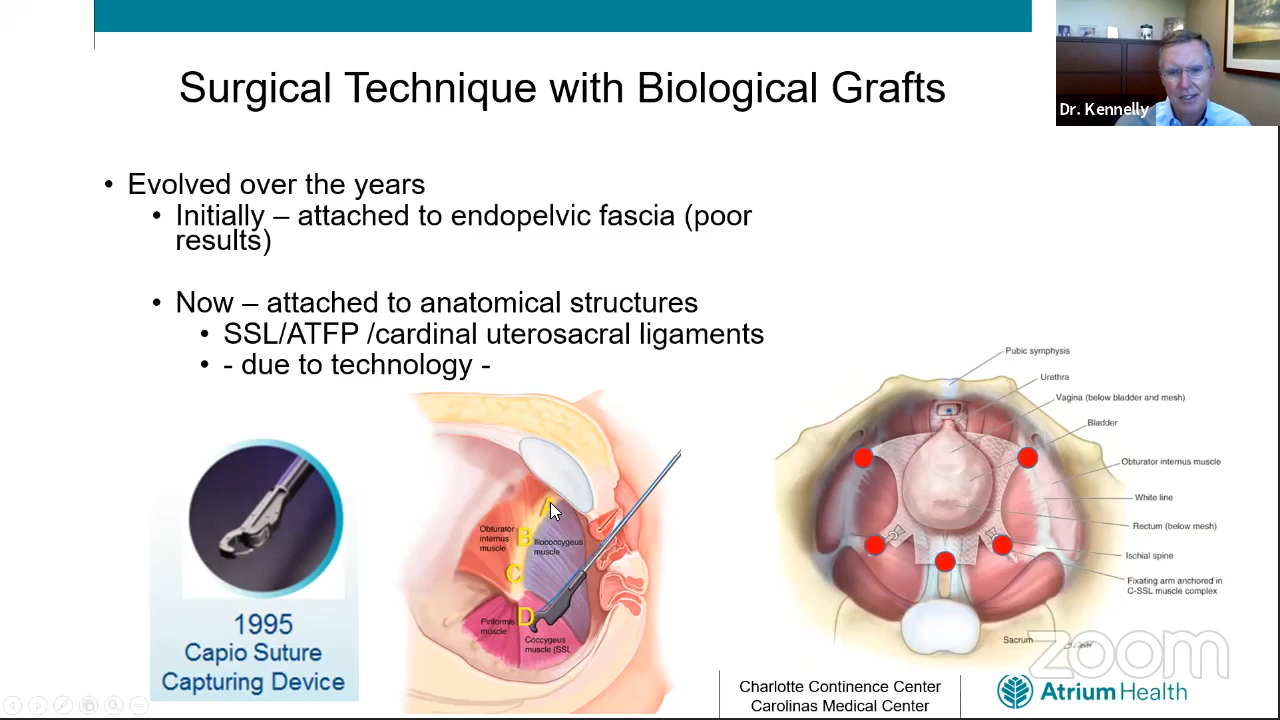 Surgical Technique with Biological Grafts
Dr. Kennelly
• Evolved over the years
• Initially – attached to endopelvic fascia (poor
results)
• Now – attached to anatomical structures
• SSL/ATFP /cardinal uterosacral ligaments
• - due to technology -
1995
Capio Suture
Capturing Device
A
B
C
D
Obturator
internus
muscle
Iliococcygeus
muscle
Piriformis
muscle
Coccygeus
muscle (SSL
Pubic symphysis
Urethra
Vagina (below bladder and mesh)
Bladder
Obturator internus muscle
White line
Rectum (below mesh)
Ischial spine
Fixating arm anchored in
C-SSL muscle complex
Sacrum
zoom
Charlotte Continence Center
Carolinas Medical Center
Atrium Health